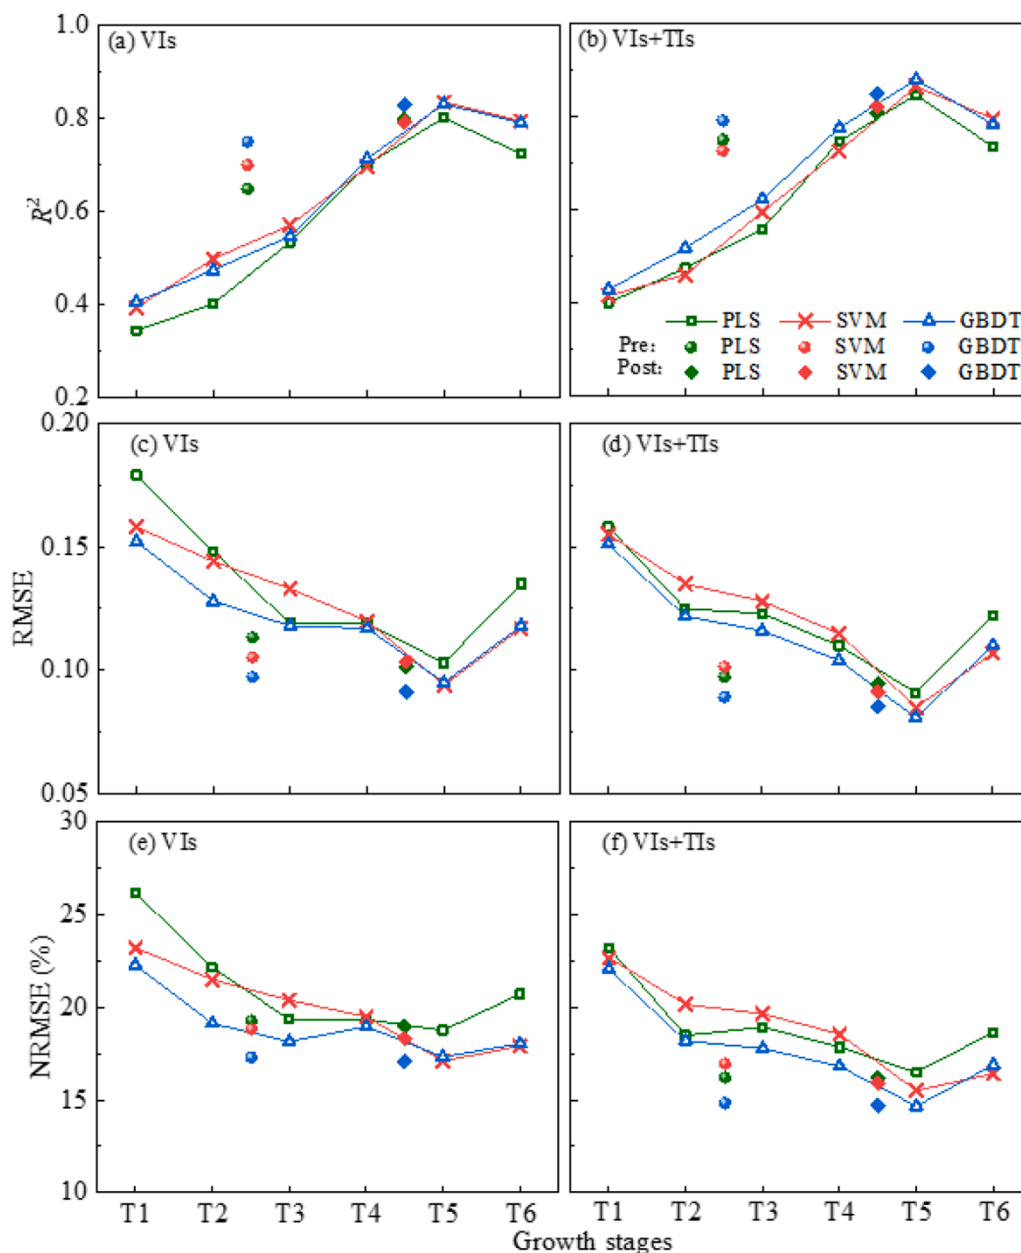 (a) VIs
(b) VIs+TIs
1.0
0.8
0.6
0.4
0.2
R²
PLS SVM GBDT
Pre: PLS SVM GBDT
Post: PLS SVM GBDT
(c) VIs
(d) VIs+TIs
0.20
0.15
0.10
0.05
RMSE
(e) VIs
(f) VIs+TIs
30
25
20
15
10
NRMSE (%)
T1 T2 T3 T4 T5 T6 T1 T2 T3 T4 T5 T6
Growth stages